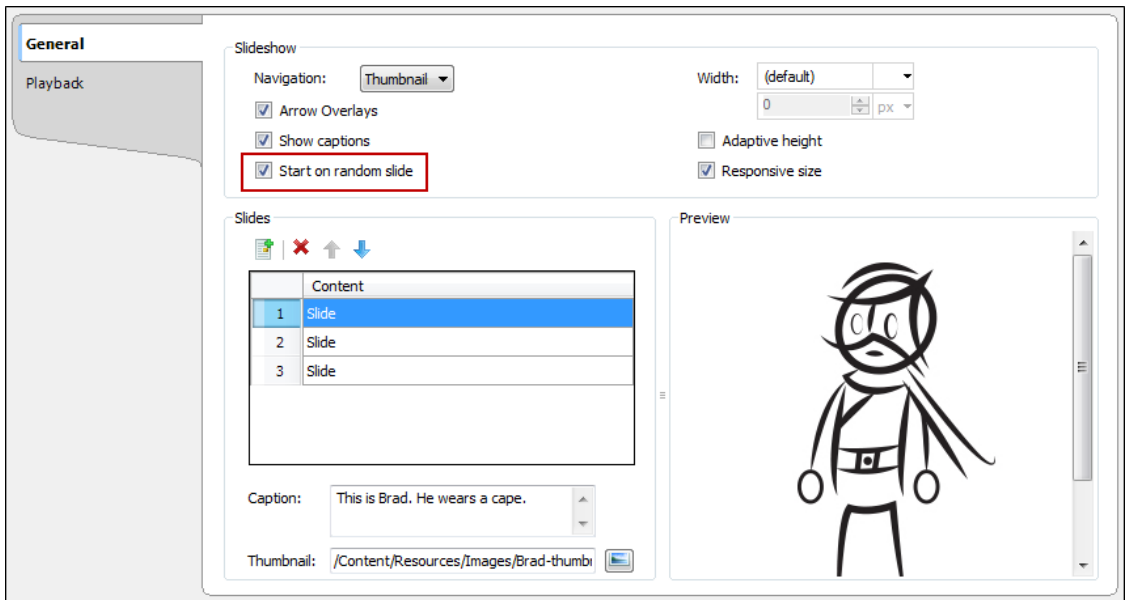 General
Playback
Slideshow
Navigation: Thumbnail
Width: (default)
0 px
Arrow Overlays
Show captions
Adaptive height
Start on random slide
Responsive size
Slides
Preview
Content
1 Slide
2 Slide
3 Slide
Caption: This is Brad. He wears a cape.
Thumbnail: /Content/Resources/Images/Brad-thumb